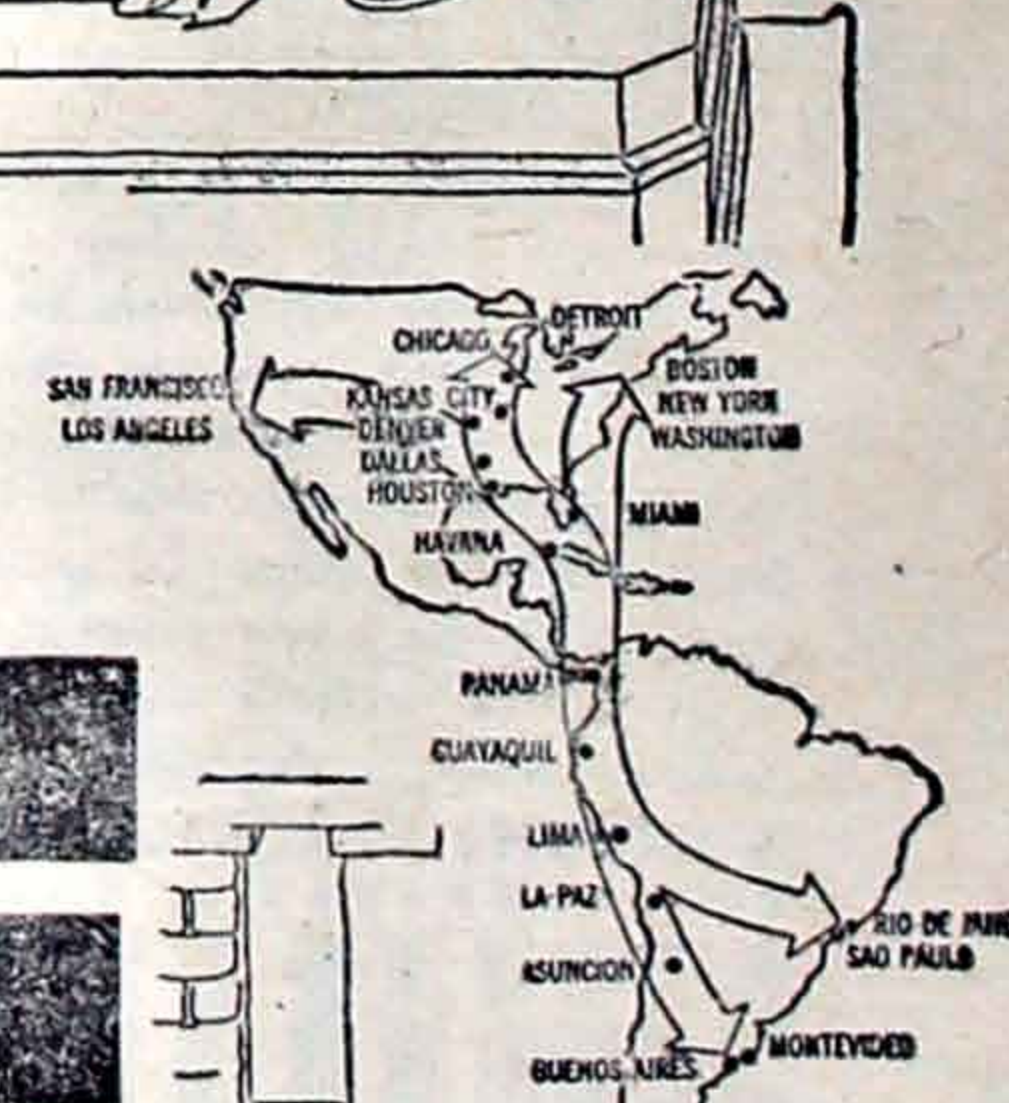 DETROIT
CHICAGO
BOSTON
SAN FRANCISCO
KANSAS CITY
NEW YORK
LOS ANGELES
DENVER
WASHINGTON
DALLAS
HOUSTON
MIAMI
HAVANA
PANAMA
GUAYAQUIL
LIMA
LA PAZ
RIO DE
SAO PAULO
ASUNCION
MONTEVIDEO
BUENOS AIRES